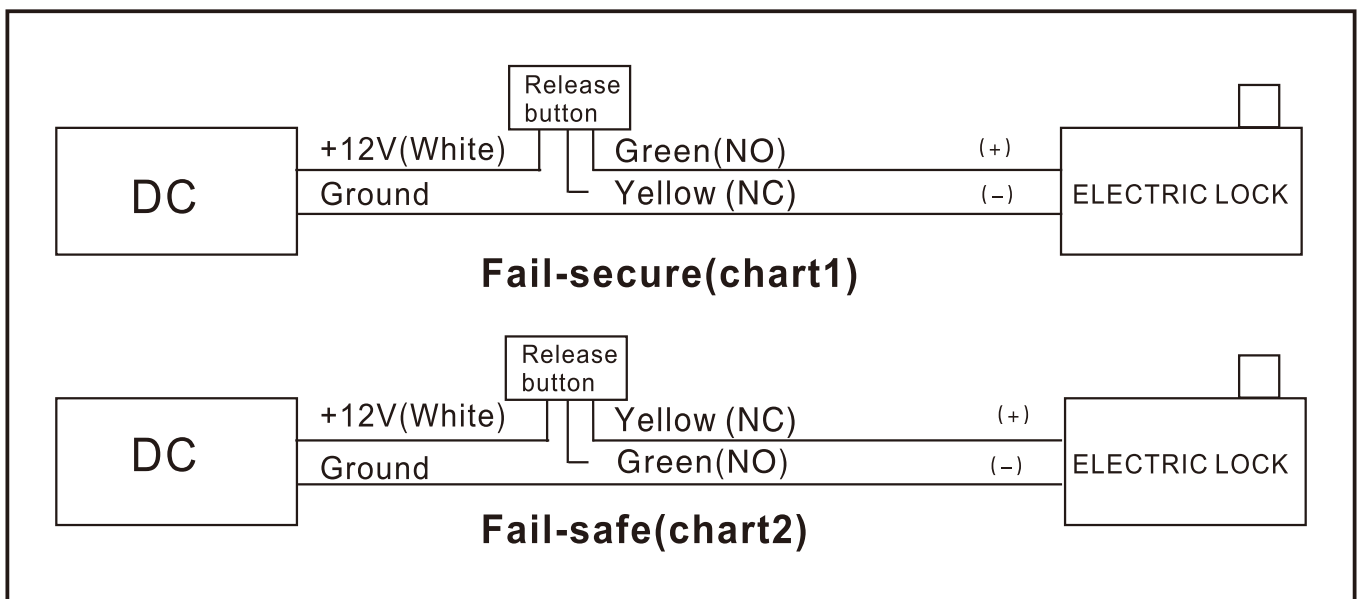 Release
button
+12V(White)
Green(NO)
(+)
DC
Ground
Yellow (NC)
(-)
ELECTRIC LOCK
Fail-secure(chart1)
Release
button
+12V(White)
Yellow (NC)
(+)
DC
Ground
Green(NO)
(-)
ELECTRIC LOCK
Fail-safe(chart2)